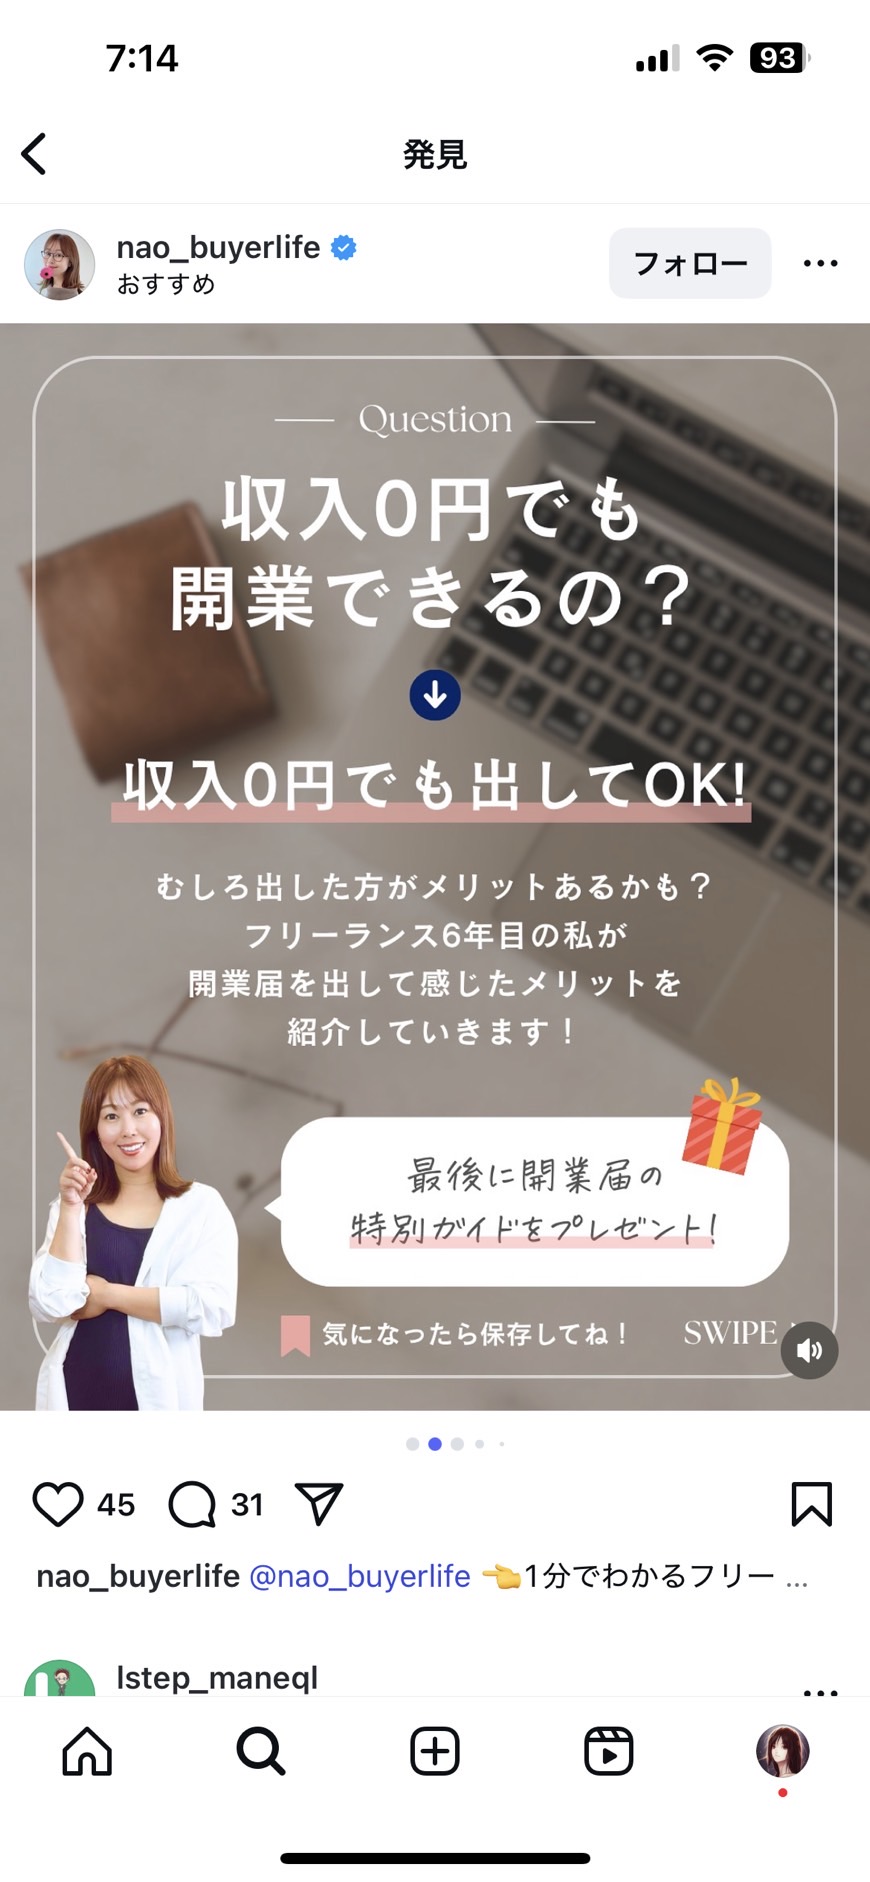 7:14
93
発見
nao_buyerlife
おすすめ
フォロー
Question
収入0円でも
開業できるの？
収入0円でも出してOK!
むしろ出した方がメリットあるかも？
フリーランス6年目の私が
開業届を出して感じたメリットを
紹介していきます！
最後に開業届の
特別ガイドをプレゼント!
気になったら保存してね！
SWIPE
45
31
nao_buyerlife @nao_buyerlife 👈1分でわかるフリー ...
lstep_maneql